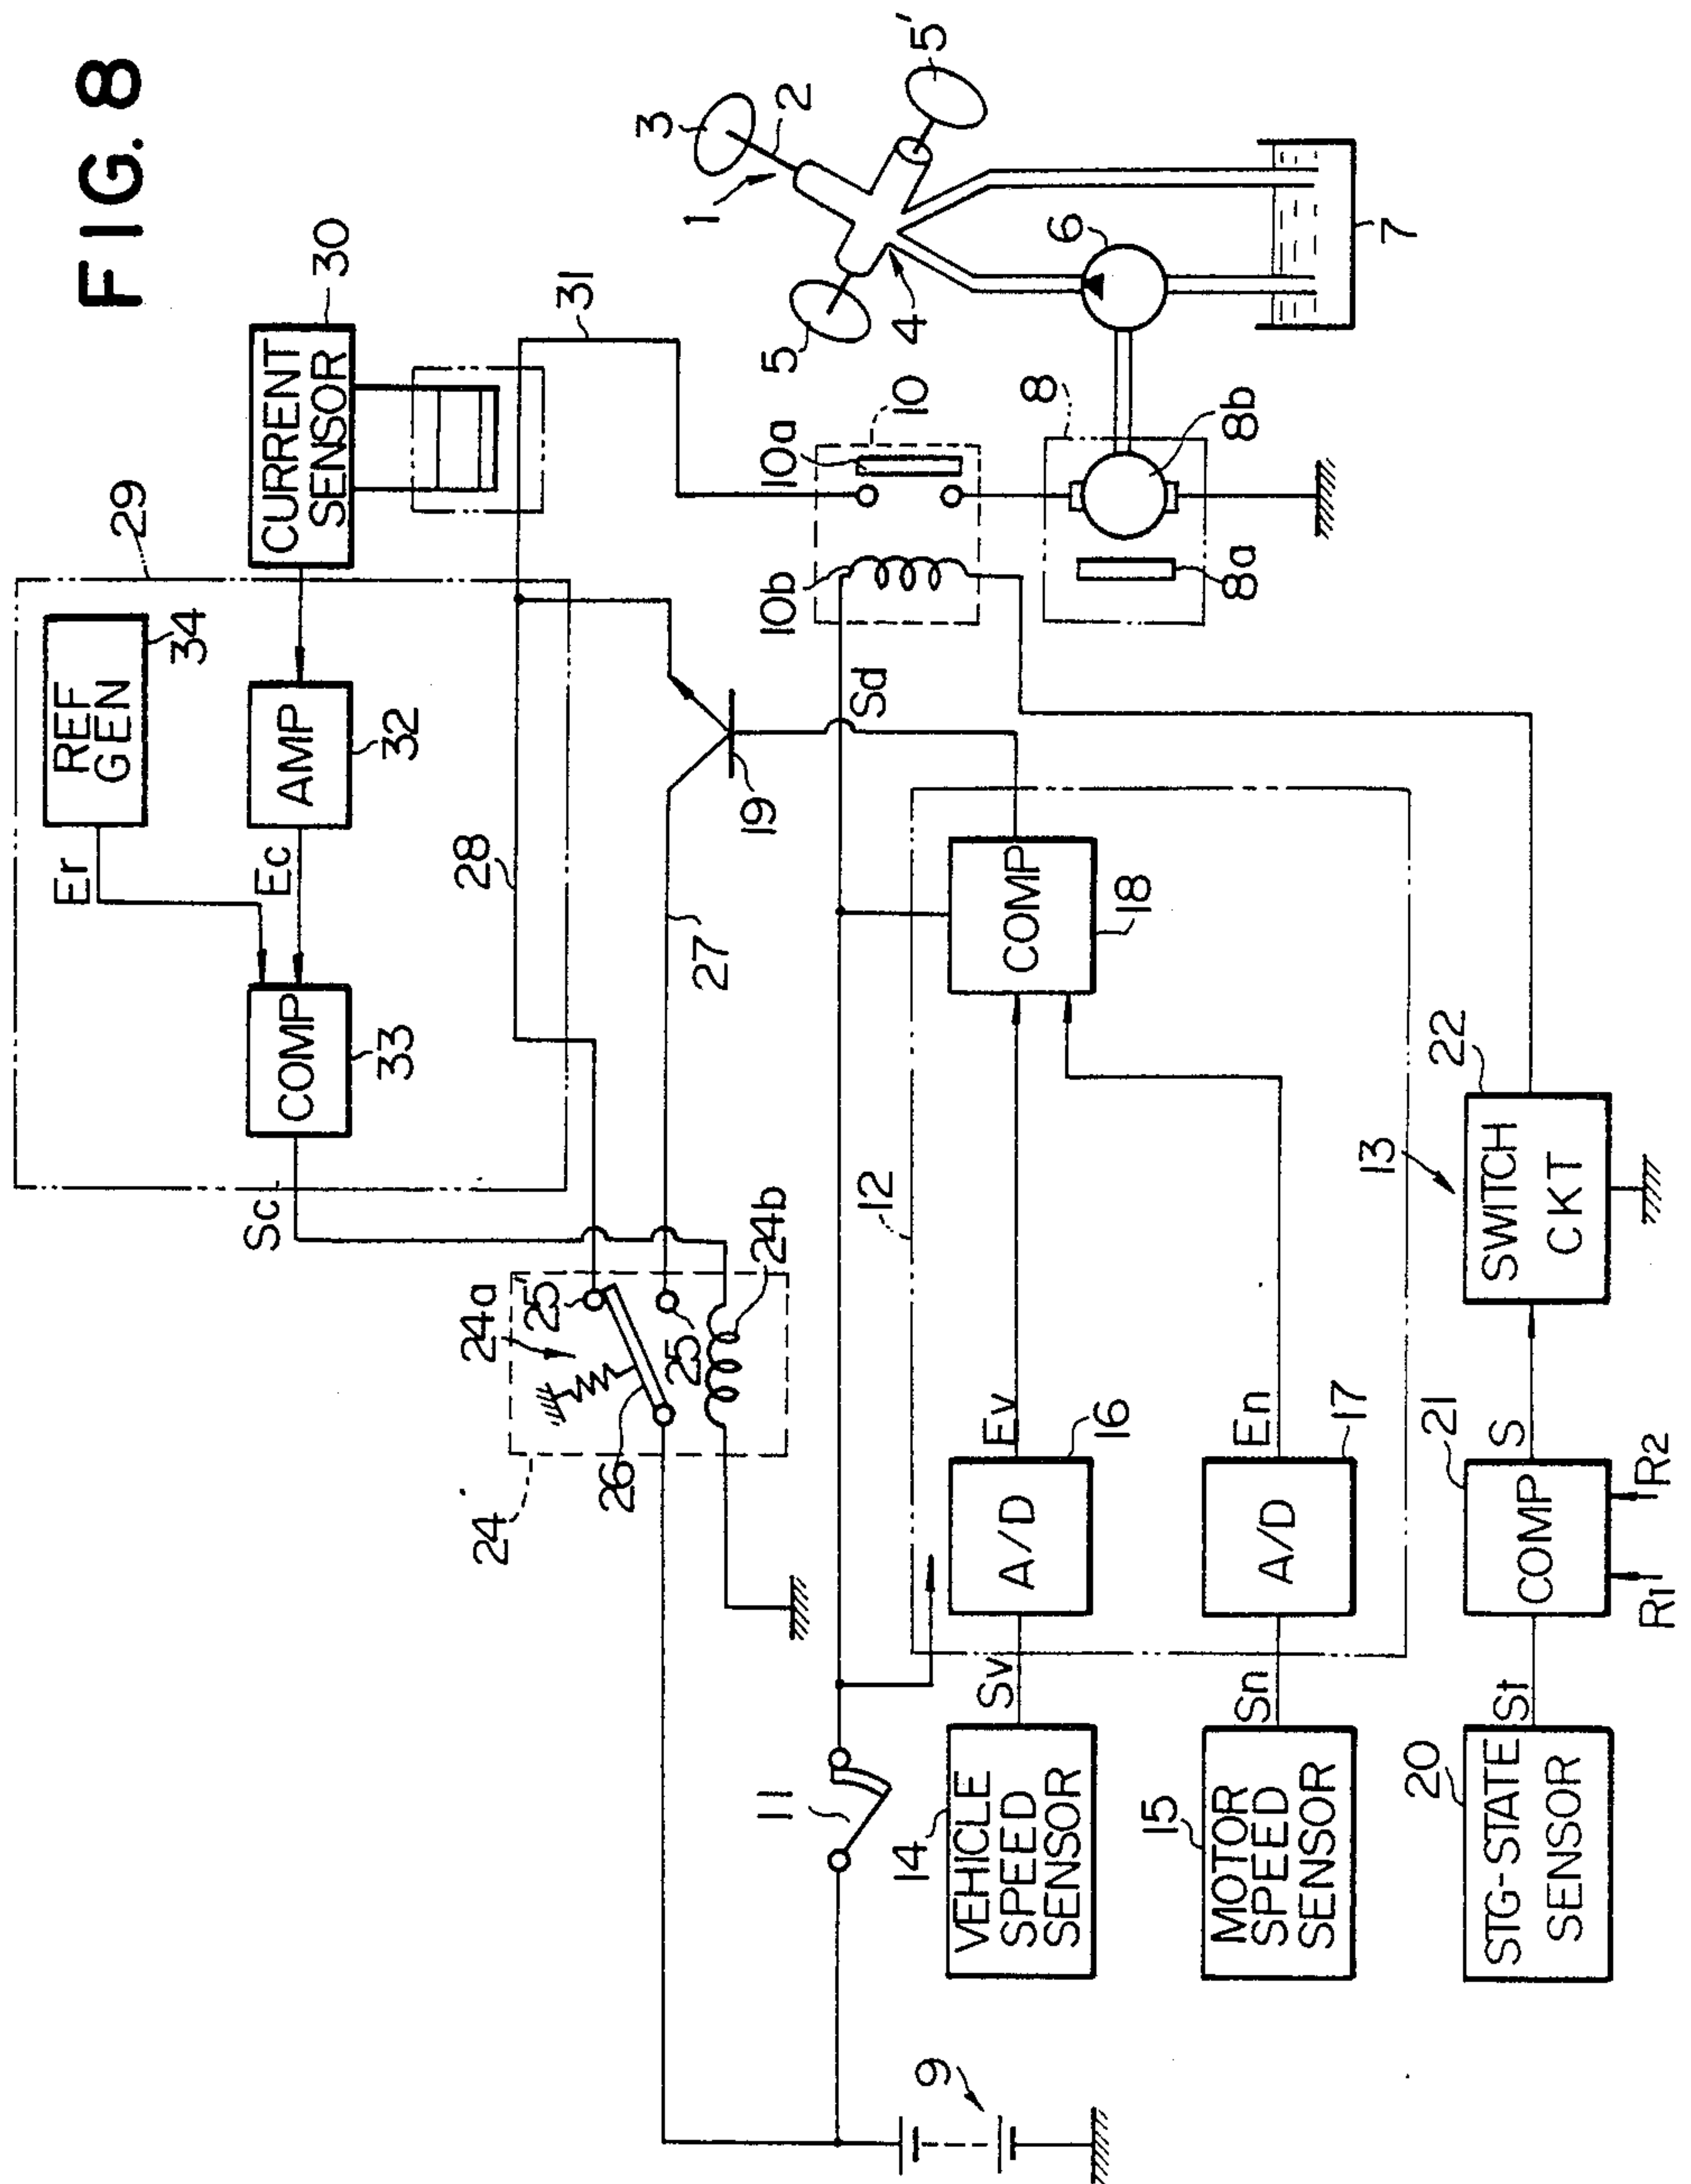 FIG. 8
REF
GEN
34
29
CURRENT
SENSOR
30
Er
Ec
AMP
32
COMP
33
Sc
28
31
27
19
24'
24a'
25'
25
26
24b
10
10a
10b
Sd
1
2
3
4
5
5'
6
7
8
8a
8b
9
11
12
COMP
18
Ev
A/D
16
En
A/D
17
Sv
VEHICLE
SPEED
SENSOR
14
Sn
MOTOR
SPEED
SENSOR
15
13
SWITCH
CKT
22
S
COMP
21
R1
R2
St
STG-STATE
SENSOR
20